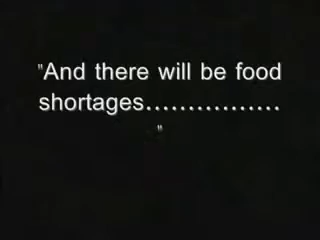 "And there will be food
shortages................
"